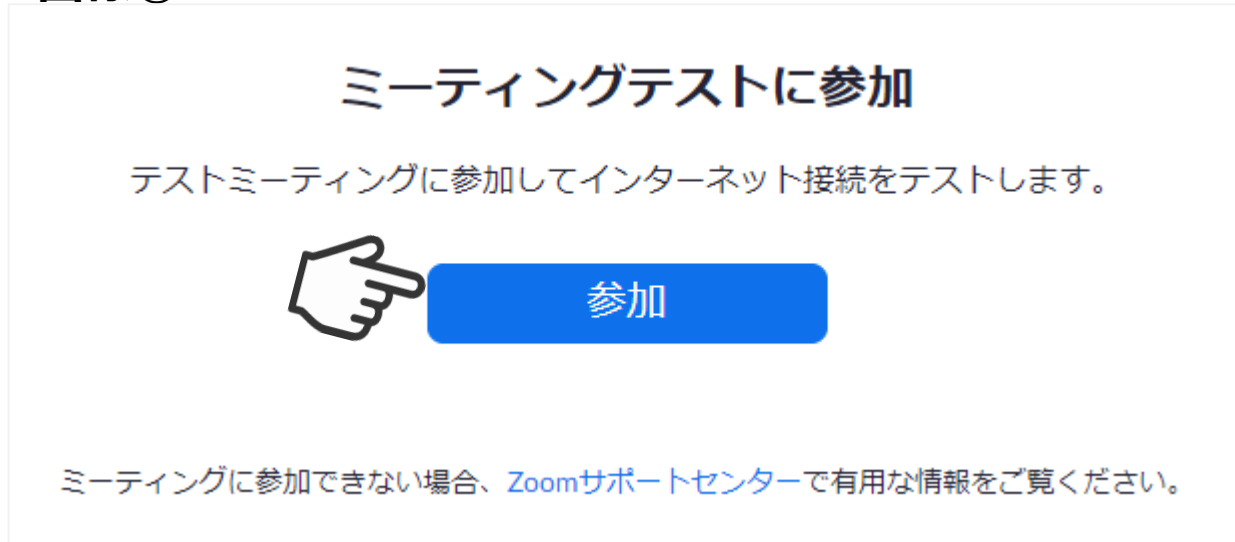 ミーティングテストに参加
テストミーティングに参加してインターネット接続をテストします。
参加
ミーティングに参加できない場合、Zoomサポートセンターで有用な情報をご覧ください。